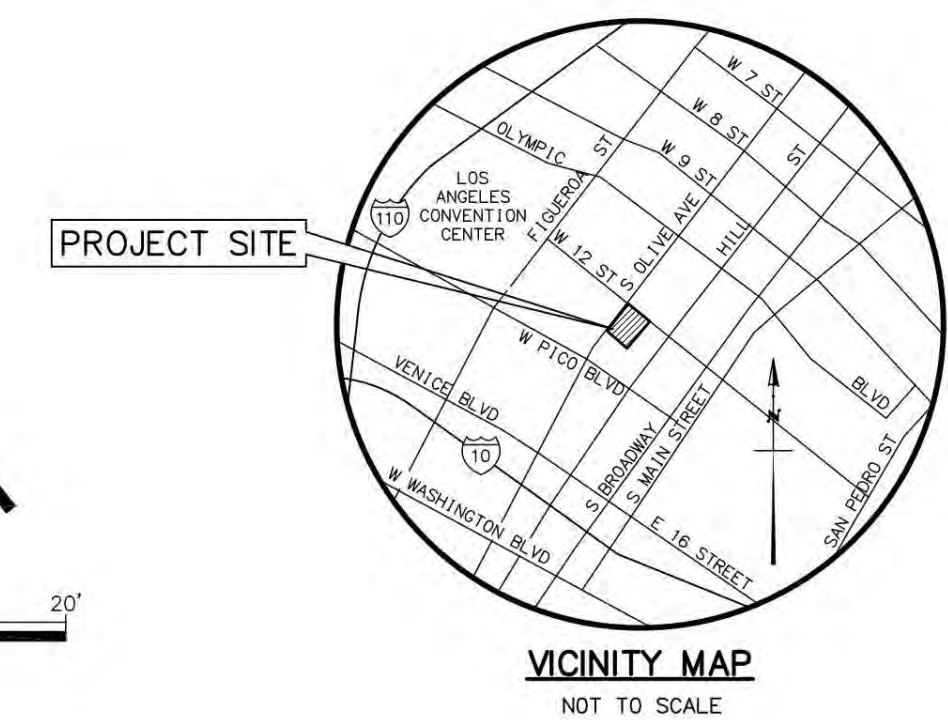 W 7 ST
W 8 ST
W 9 ST
OLYMPIC
FIGUEROA ST
LOS
ANGELES
CONVENTION
CENTER
110
PROJECT SITE
W 12 ST
S OLIVE AVE
HILL ST
W PICO BLVD
VENICE BLVD
BLVD
N
10
S BROADWAY
S MAIN STREET
SAN PEDRO ST
W WASHINGTON BLVD
E 16 STREET
20'
VICINITY MAP
NOT TO SCALE